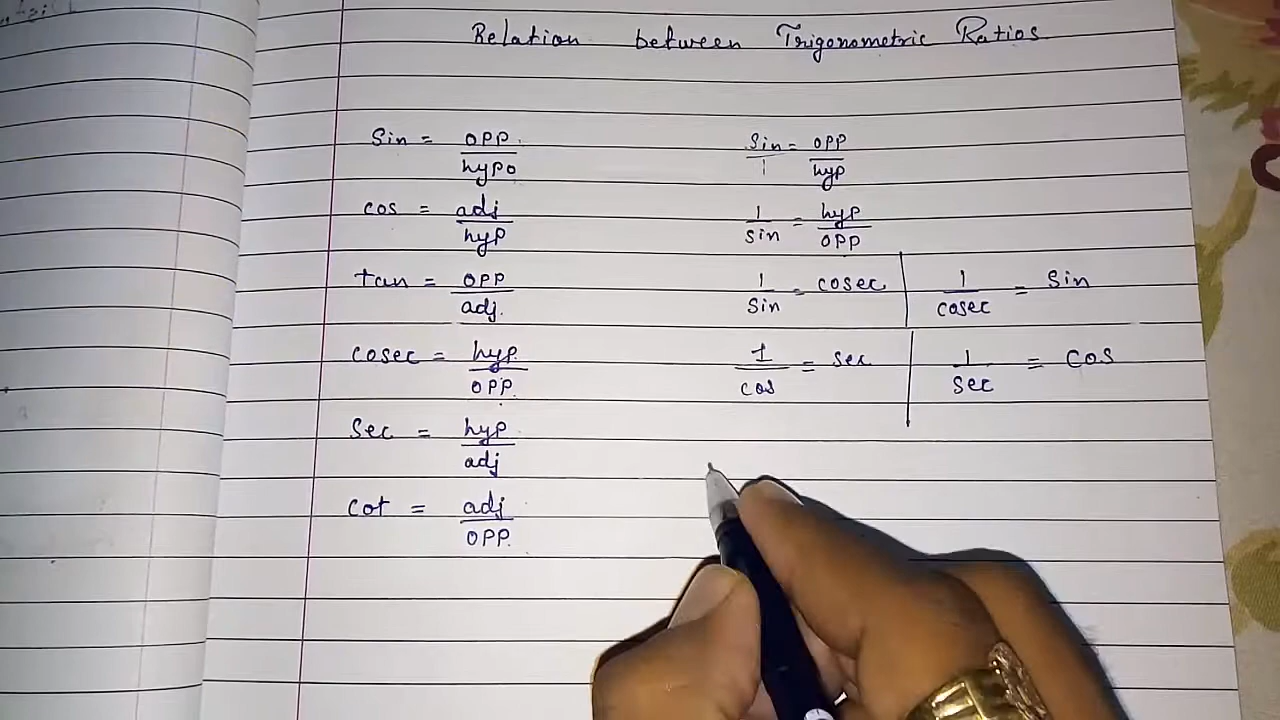 Relation between Trigonometric Ratios
Sin = OPP.
hypo
cos = adj
hyp
tan = OPP
adj.
cosec = hyp.
OPP.
Sec = hyp
adj
cot = adj
OPP.
Sin = OPP
1 hyp
1 = hyp
sin OPP
1 = cosec
Sin
1 = sin
cosec
1 = sec
cos
1 = cos
sec